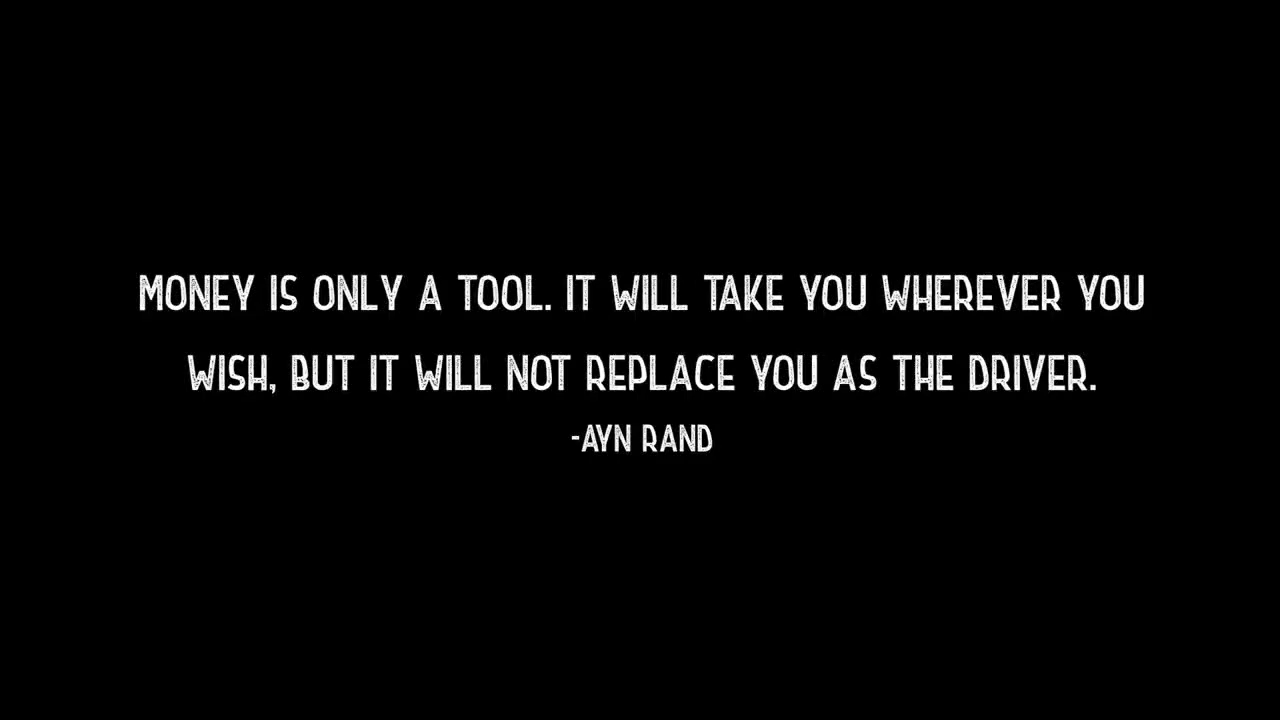 MONEY IS ONLY A TOOL. IT WILL TAKE YOU WHEREVER YOU
WISH, BUT IT WILL NOT REPLACE YOU AS THE DRIVER.
-AYN RAND